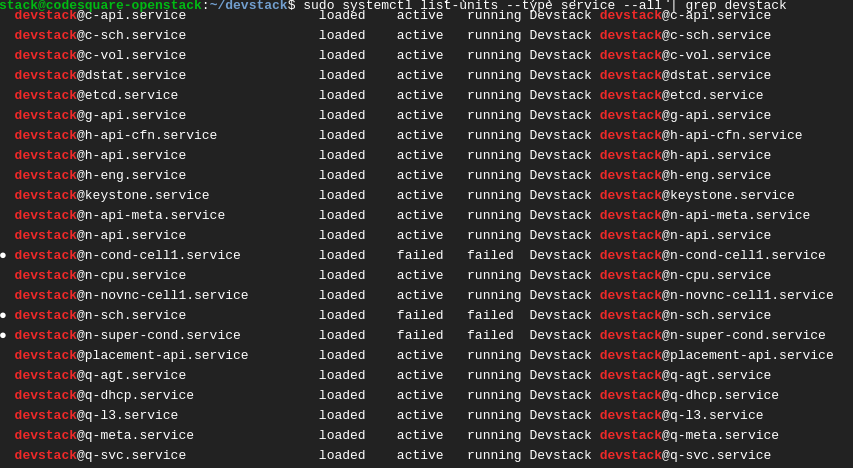 stack@codesquare-openstack:~/devstack$ sudo systemctl list-units --type service --all | grep devstack
devstack@c-api.service loaded active running Devstack devstack@c-api.service
devstack@c-sch.service loaded active running Devstack devstack@c-sch.service
devstack@c-vol.service loaded active running Devstack devstack@c-vol.service
devstack@dstat.service loaded active running Devstack devstack@dstat.service
devstack@etcd.service loaded active running Devstack devstack@etcd.service
devstack@g-api.service loaded active running Devstack devstack@g-api.service
devstack@h-api-cfn.service loaded active running Devstack devstack@h-api-cfn.service
devstack@h-api.service loaded active running Devstack devstack@h-api.service
devstack@h-eng.service loaded active running Devstack devstack@h-eng.service
devstack@keystone.service loaded active running Devstack devstack@keystone.service
devstack@n-api-meta.service loaded active running Devstack devstack@n-api-meta.service
devstack@n-api.service loaded active running Devstack devstack@n-api.service
● devstack@n-cond-cell1.service loaded failed failed Devstack devstack@n-cond-cell1.service
devstack@n-cpu.service loaded active running Devstack devstack@n-cpu.service
devstack@n-novnc-cell1.service loaded active running Devstack devstack@n-novnc-cell1.service
● devstack@n-sch.service loaded failed failed Devstack devstack@n-sch.service
● devstack@n-super-cond.service loaded failed failed Devstack devstack@n-super-cond.service
devstack@placement-api.service loaded active running Devstack devstack@placement-api.service
devstack@q-agt.service loaded active running Devstack devstack@q-agt.service
devstack@q-dhcp.service loaded active running Devstack devstack@q-dhcp.service
devstack@q-l3.service loaded active running Devstack devstack@q-l3.service
devstack@q-meta.service loaded active running Devstack devstack@q-meta.service
devstack@q-svc.service loaded active running Devstack devstack@q-svc.service